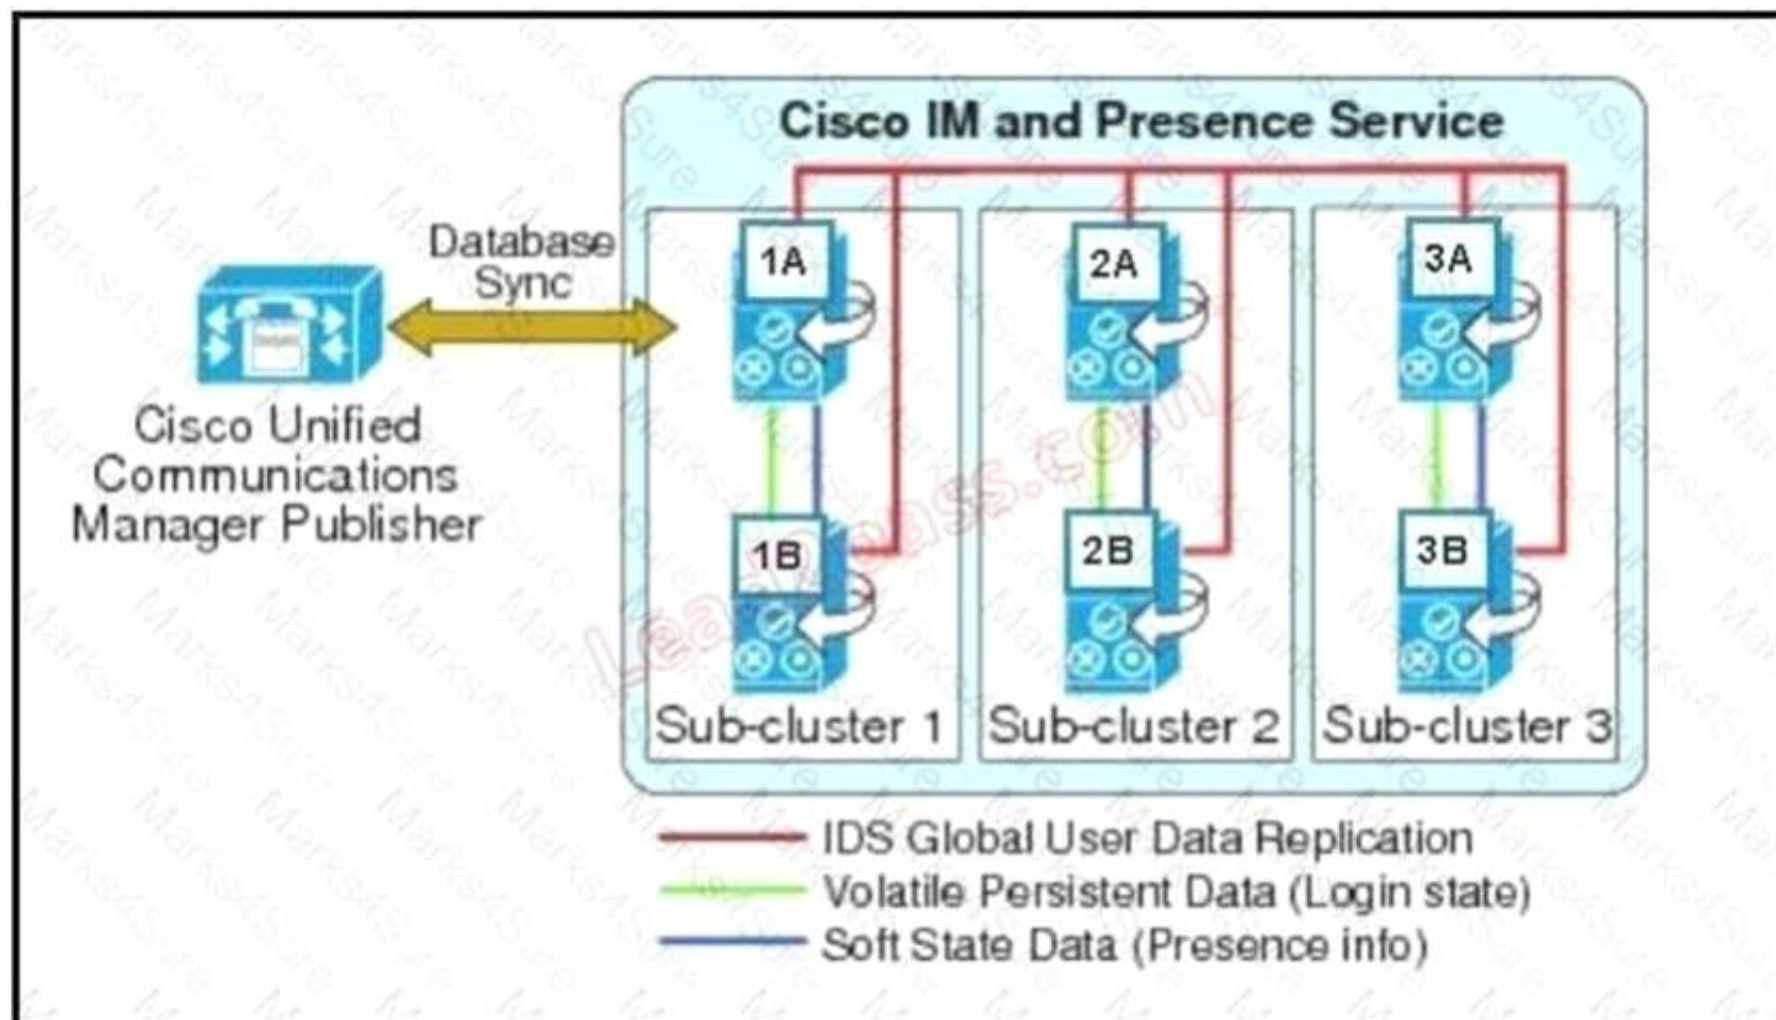 Cisco IM and Presence Service
Database
Sync
Cisco Unified
Communications
Manager Publisher
1A
2A
3A
1B
2B
3B
Sub-cluster 1
Sub-cluster 2
Sub-cluster 3
IDS Global User Data Replication
Volatile Persistent Data (Login state)
Soft State Data (Presence info)
Marks4Sure